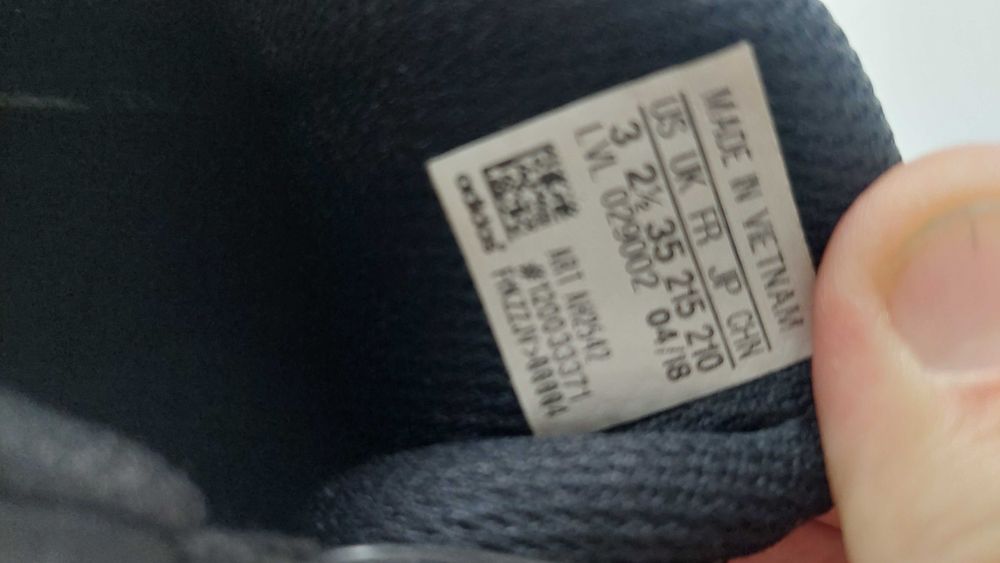 MADE IN VIETNAM
US UK FR JP CHN
3 2½ 35 215 210
LVL 029002 04/18
ART
#1200333371
adidas